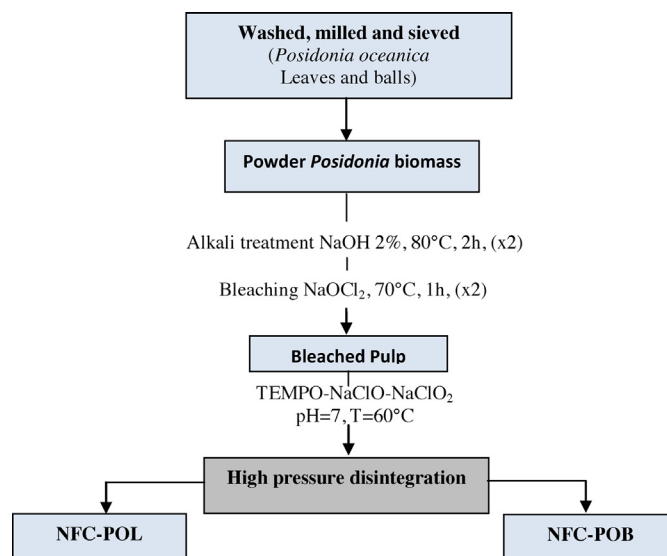 Washed, milled and sieved
(Posidonia oceanica
Leaves and balls)
Powder Posidonia biomass
Alkali treatment NaOH 2%, 80°C, 2h, (x2)
Bleaching NaOCl₂, 70°C, 1h, (x2)
Bleached Pulp
TEMPO-NaClO-NaClO₂
pH=7, T=60°C
High pressure disintegration
NFC-POL
NFC-POB